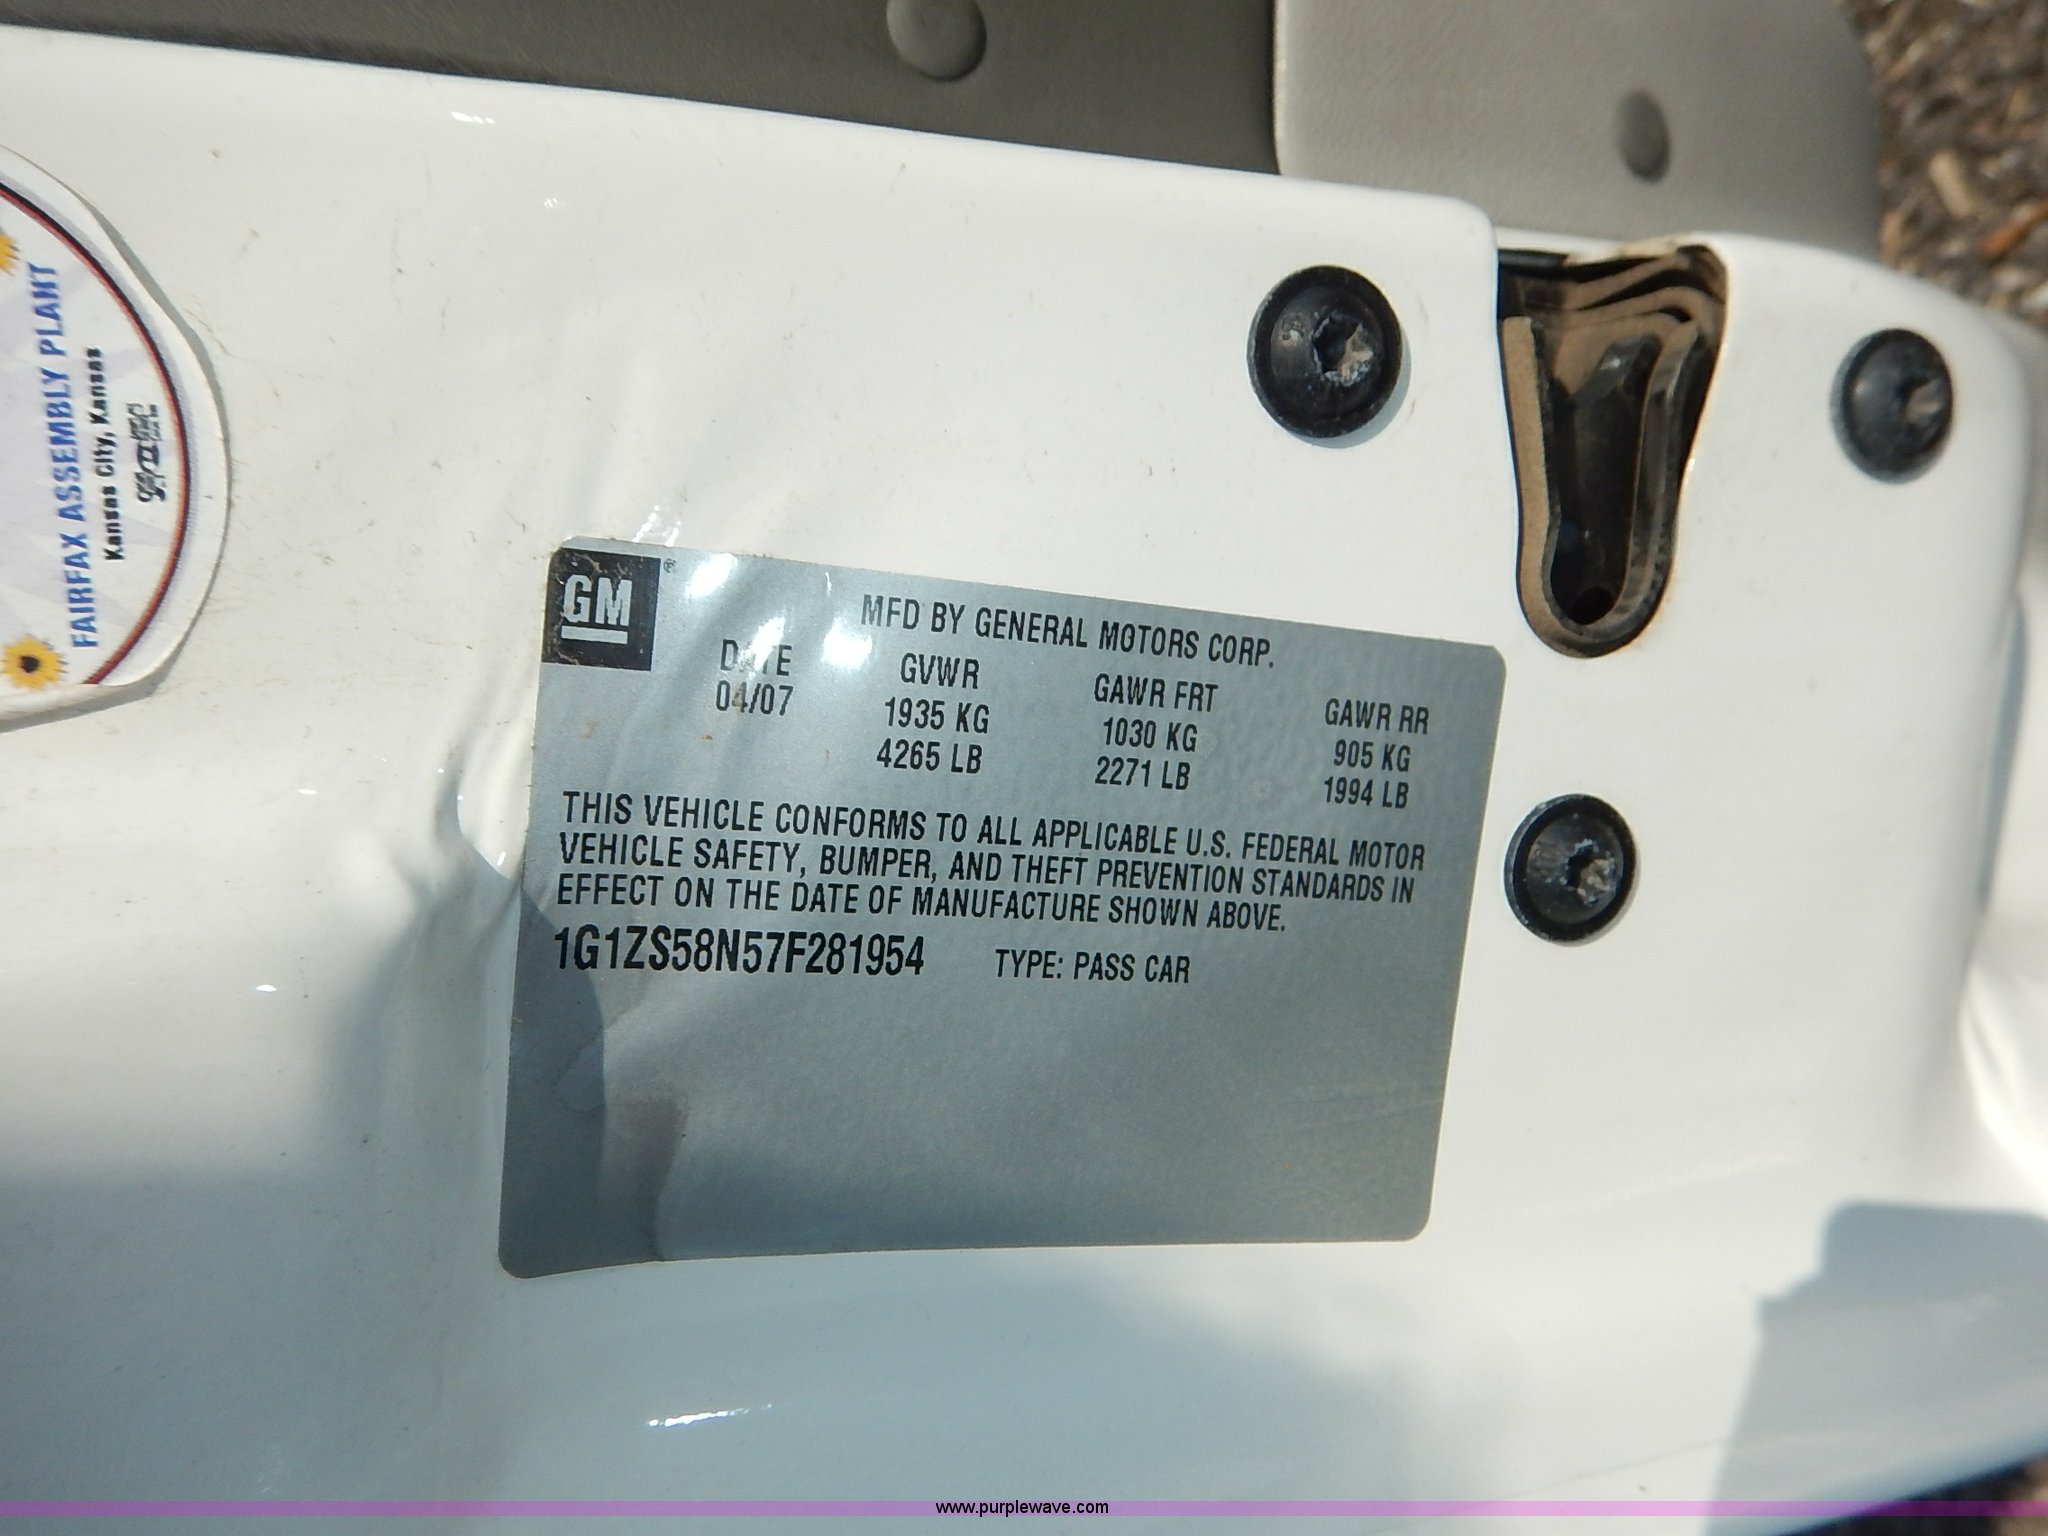 FAIRFAX ASSEMBLY PLANT
Kansas City, Kansas
GM
MFD BY GENERAL MOTORS CORP.
DATE GVWR GAWR FRT GAWR RR
04/07 1935 KG 1030 KG 905 KG
4265 LB 2271 LB 1994 LB
THIS VEHICLE CONFORMS TO ALL APPLICABLE U.S. FEDERAL MOTOR
VEHICLE SAFETY, BUMPER, AND THEFT PREVENTION STANDARDS IN
EFFECT ON THE DATE OF MANUFACTURE SHOWN ABOVE.
1G1ZS58N57F281954 TYPE: PASS CAR
www.purplewave.com